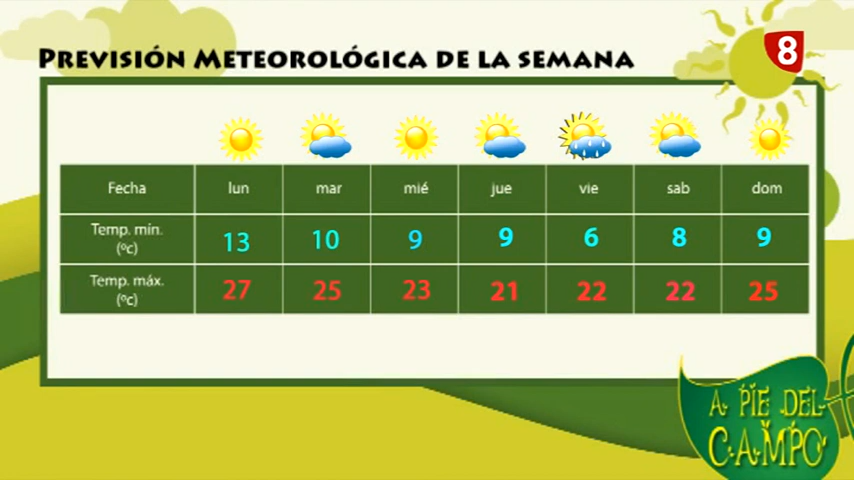 8
PREVISIÓN METEOROLÓGICA DE LA SEMANA
Fecha lun mar mié jue vie sab dom
Temp. mín. (ºc) 13 10 9 9 6 8 9
Temp. máx. (ºc) 27 25 23 21 22 22 25
A PIE DEL
CAMPO